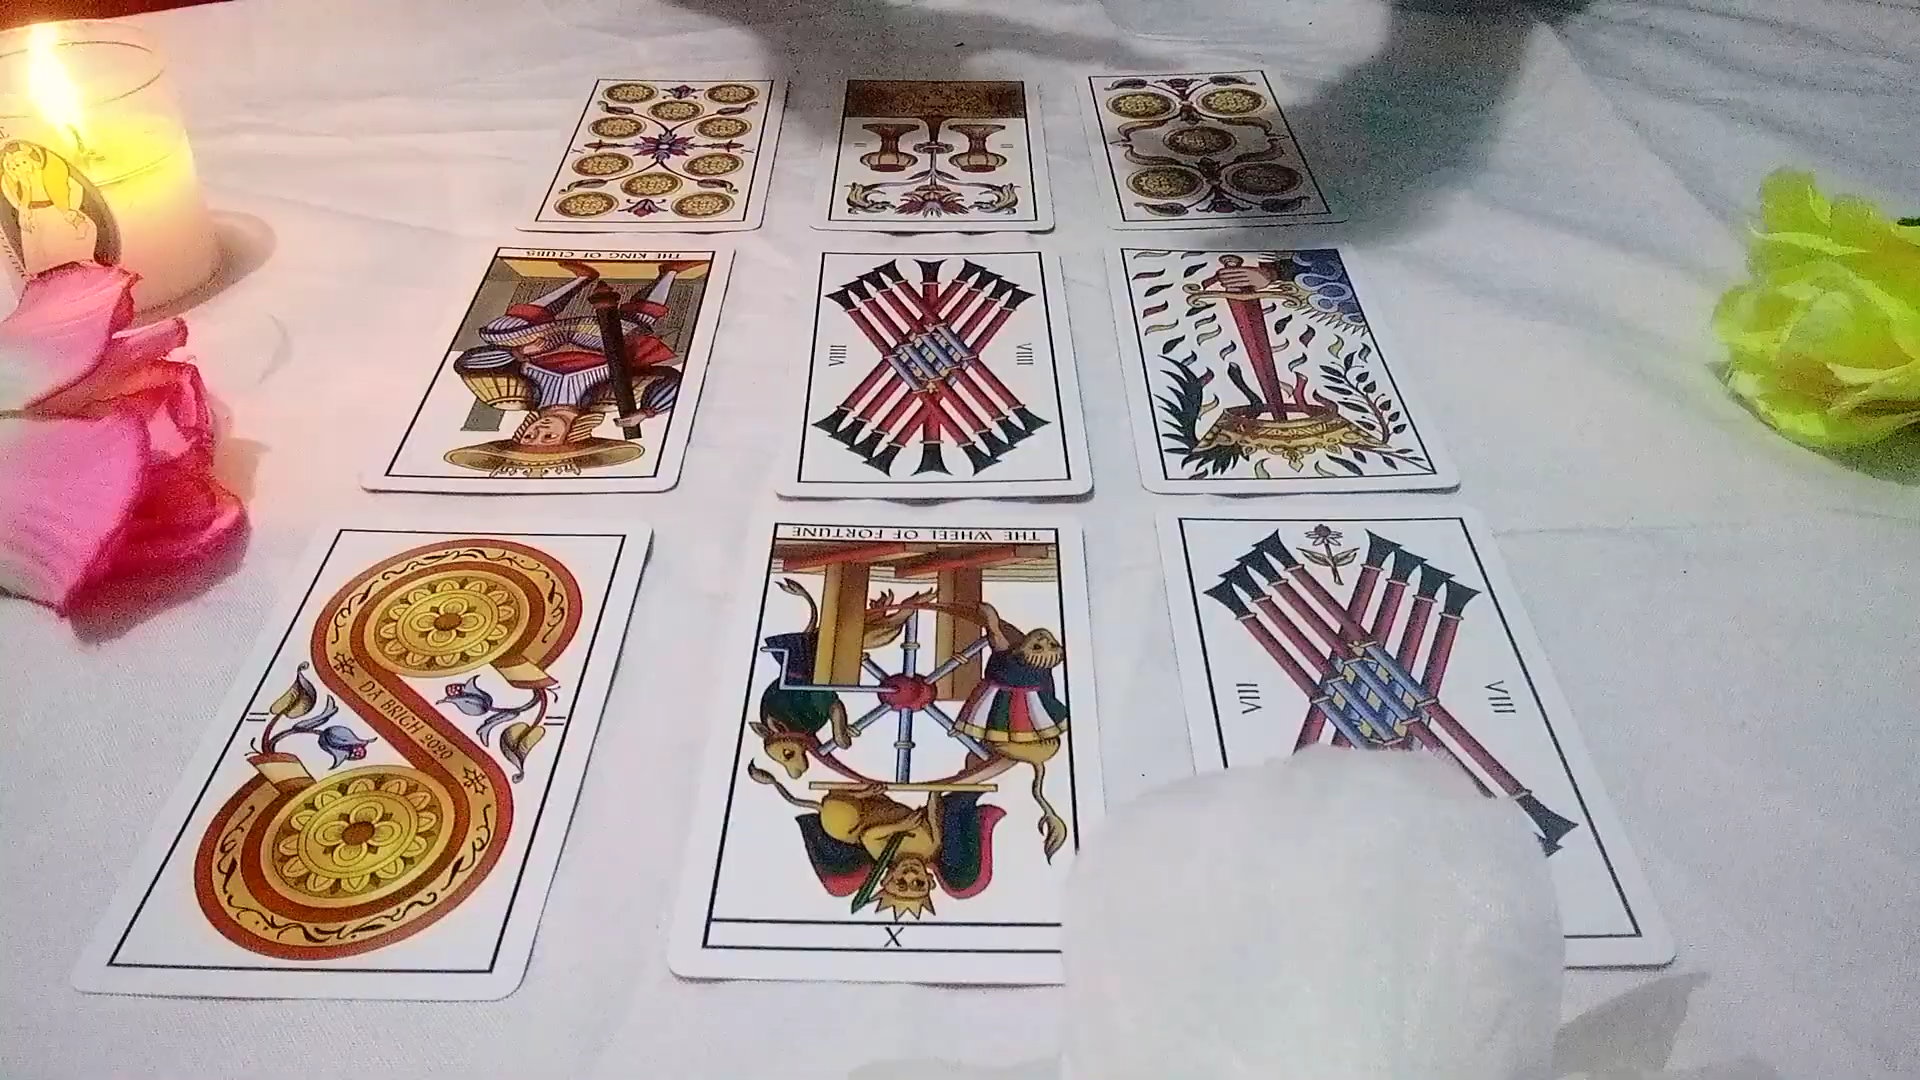 II II
THE KING OF CLUBS
VIIII VIIII
DA BRIGH 2020
THE WHEEL OF FORTUNE
X
VIII VIII